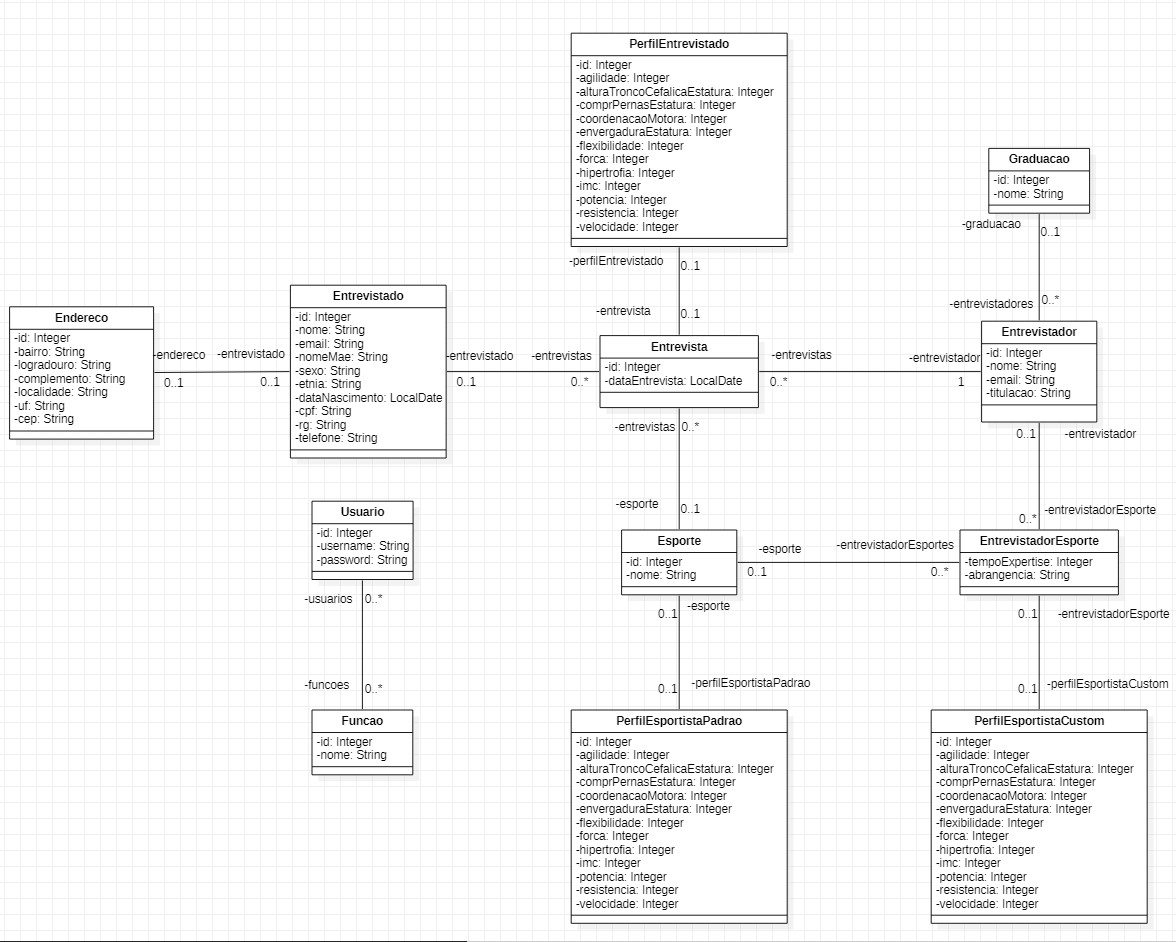 PerfilEntrevistado
-id: Integer
-agilidade: Integer
-alturaTroncoCefalicaEstatura: Integer
-comprPernasEstatura: Integer
-coordenacaoMotora: Integer
-envergaduraEstatura: Integer
-flexibilidade: Integer
-forca: Integer
-hipertrofia: Integer
-imc: Integer
-potencia: Integer
-resistencia: Integer
-velocidade: Integer
-perfilEntrevistado
0..1
-entrevista
0..1
Graduacao
-id: Integer
-nome: String
-graduacao
0..1
-entrevistadores
0..*
Endereco
-id: Integer
-bairro: String
-logradouro: String
-complemento: String
-localidade: String
-uf: String
-cep: String
-endereco
0..1
-entrevistado
0..1
Entrevistado
-id: Integer
-nome: String
-email: String
-nomeMae: String
-sexo: String
-etnia: String
-dataNascimento: LocalDate
-cpf: String
-rg: String
-telefone: String
-entrevistado
0..1
-entrevistas
0..*
Entrevista
-id: Integer
-dataEntrevista: LocalDate
-entrevistas
0..*
-entrevistador
1
Entrevistador
-id: Integer
-nome: String
-email: String
-titulacao: String
-entrevistas
0..*
-esporte
0..1
0..1
-entrevistador
0..*
-entrevistadorEsporte
Usuario
-id: Integer
-username: String
-password: String
-usuarios
0..*
-funcoes
0..*
Funcao
-id: Integer
-nome: String
Esporte
-id: Integer
-nome: String
-esporte
0..1
-entrevistadorEsportes
0..*
EntrevistadorEsporte
-tempoExpertise: Integer
-abrangencia: String
-esporte
0..1
-perfilEsportistaPadrao
0..1
0..1
-entrevistadorEsporte
0..1
-perfilEsportistaCustom
PerfilEsportistaPadrao
-id: Integer
-agilidade: Integer
-alturaTroncoCefalicaEstatura: Integer
-comprPernasEstatura: Integer
-coordenacaoMotora: Integer
-envergaduraEstatura: Integer
-flexibilidade: Integer
-forca: Integer
-hipertrofia: Integer
-imc: Integer
-potencia: Integer
-resistencia: Integer
-velocidade: Integer
PerfilEsportistaCustom
-id: Integer
-agilidade: Integer
-alturaTroncoCefalicaEstatura: Integer
-comprPernasEstatura: Integer
-coordenacaoMotora: Integer
-envergaduraEstatura: Integer
-flexibilidade: Integer
-forca: Integer
-hipertrofia: Integer
-imc: Integer
-potencia: Integer
-resistencia: Integer
-velocidade: Integer